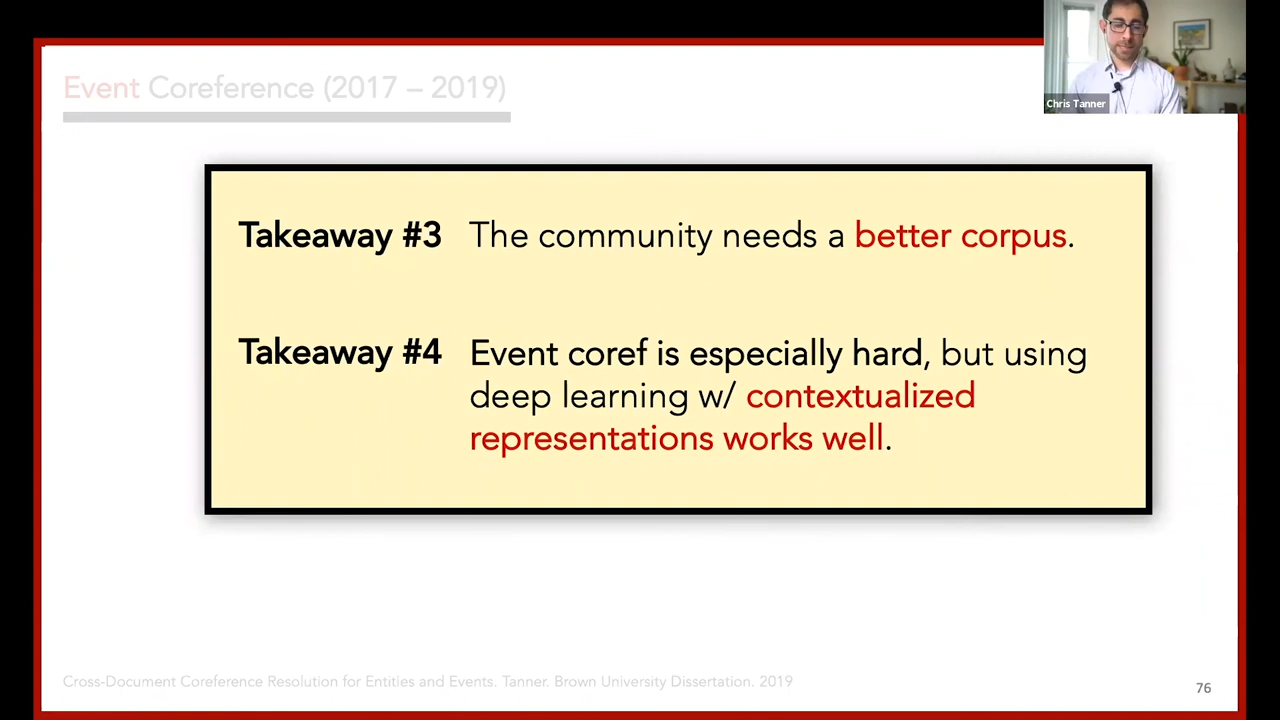 Event Coreference (2017 – 2019)
Chris Tanner
Takeaway #3 The community needs a better corpus.
Takeaway #4 Event coref is especially hard, but using
deep learning w/ contextualized
representations works well.
Cross-Document Coreference Resolution for Entities and Events. Tanner. Brown University Dissertation. 2019
76